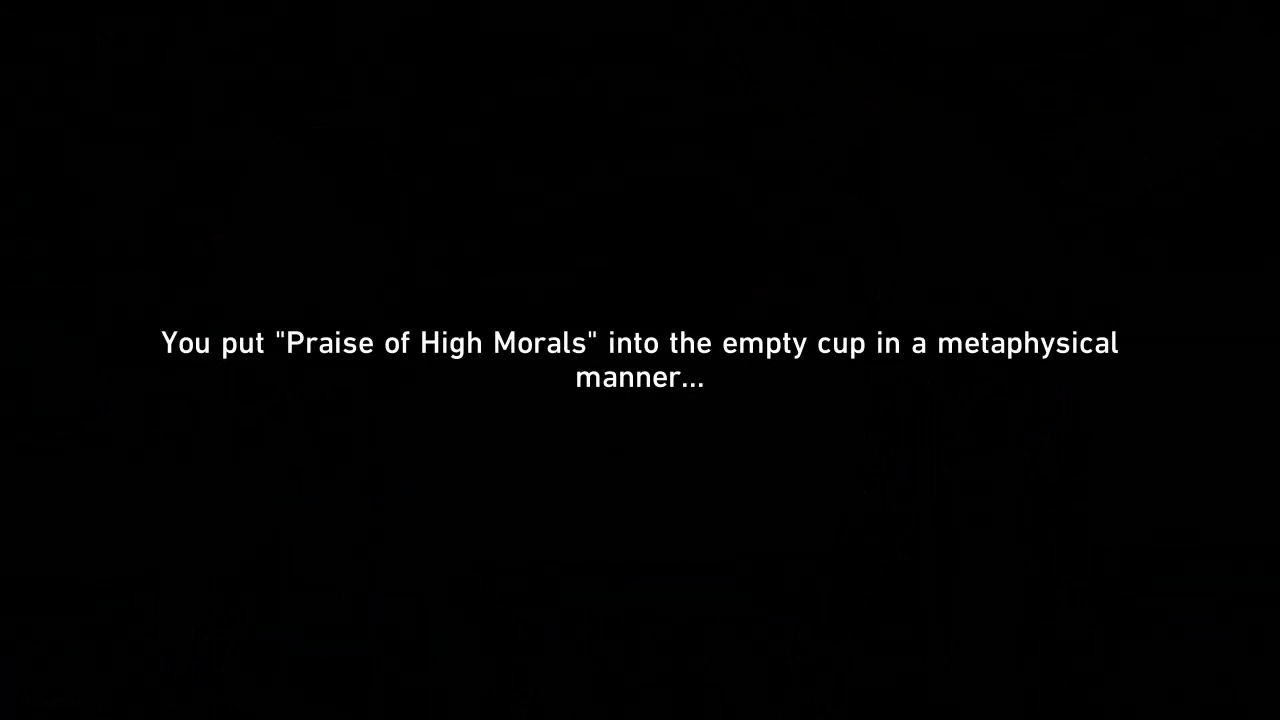 You put "Praise of High Morals" into the empty cup in a metaphysical
manner...